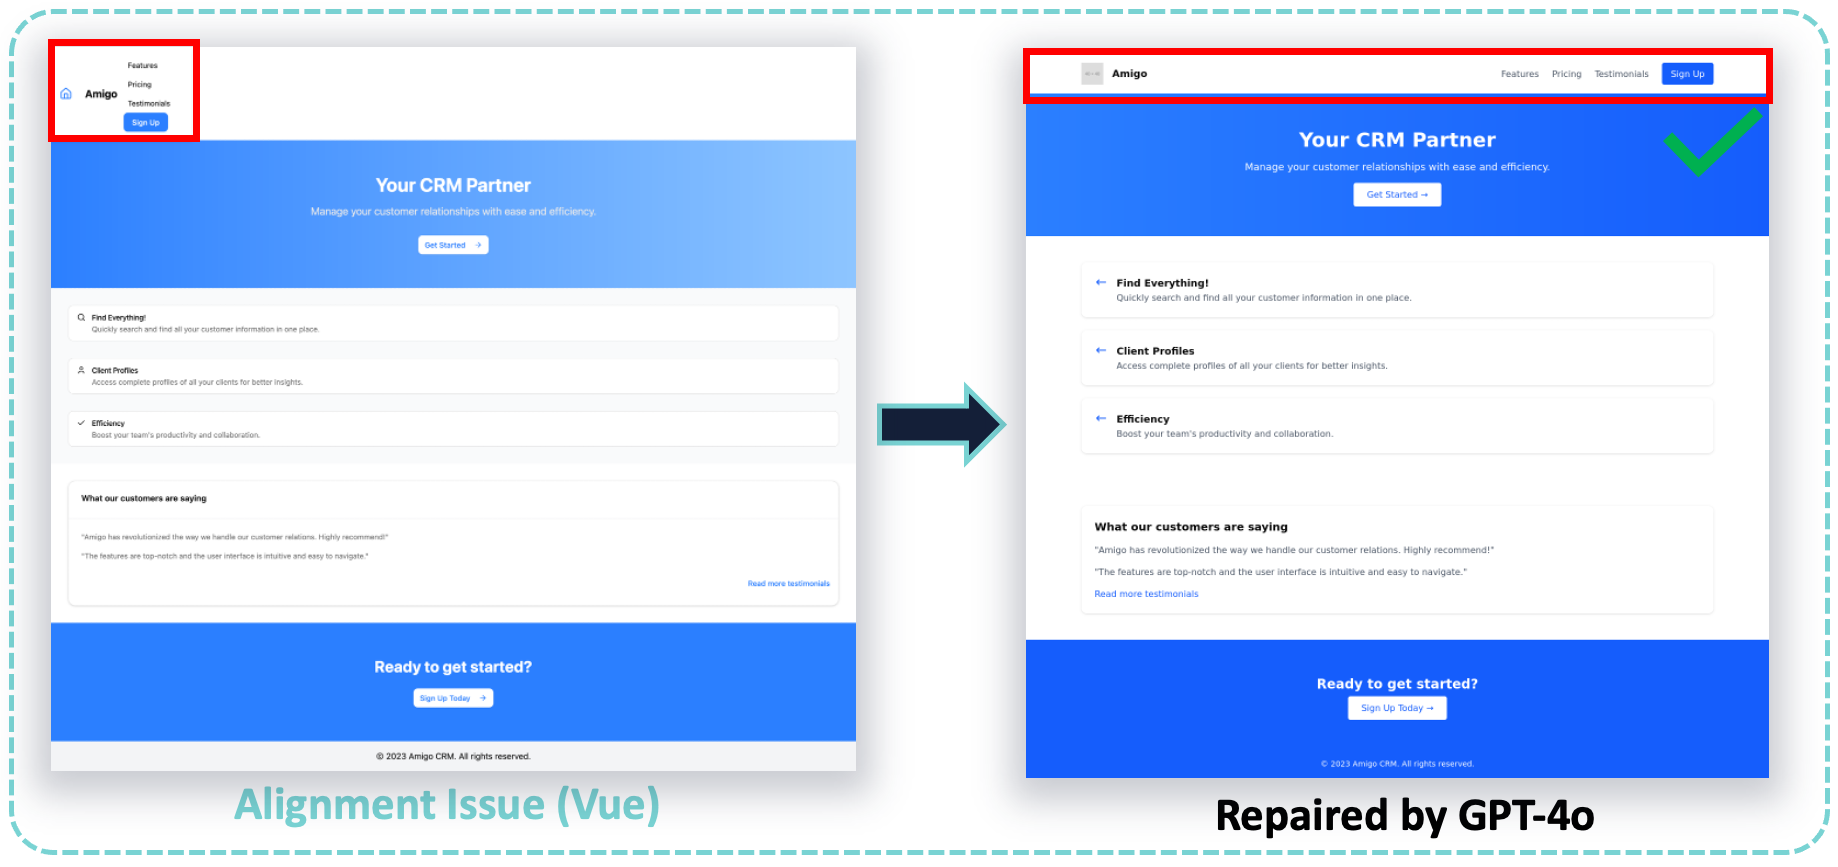 Features
Pricing
Amigo
Testimonials
Sign Up
Your CRM Partner
Manage your customer relationships with ease and efficiency.
Get Started →
Find Everything!
Quickly search and find all your customer information in one place.
Client Profiles
Access complete profiles of all your clients for better insights.
Efficiency
Boost your team's productivity and collaboration.
What our customers are saying
"Amigo has revolutionized the way we handle our customer relations. Highly recommend!"
"The features are top-notch and the user interface is intuitive and easy to navigate."
Read more testimonials
Ready to get started?
Sign Up Today →
© 2023 Amigo CRM. All rights reserved.
Alignment Issue (Vue)
Amigo Features Pricing Testimonials Sign Up
Your CRM Partner
Manage your customer relationships with ease and efficiency.
Get Started →
← Find Everything!
Quickly search and find all your customer information in one place.
← Client Profiles
Access complete profiles of all your clients for better insights.
← Efficiency
Boost your team's productivity and collaboration.
What our customers are saying
"Amigo has revolutionized the way we handle our customer relations. Highly recommend!"
"The features are top-notch and the user interface is intuitive and easy to navigate."
Read more testimonials
Ready to get started?
Sign Up Today →
© 2023 Amigo CRM. All rights reserved.
Repaired by GPT-4o